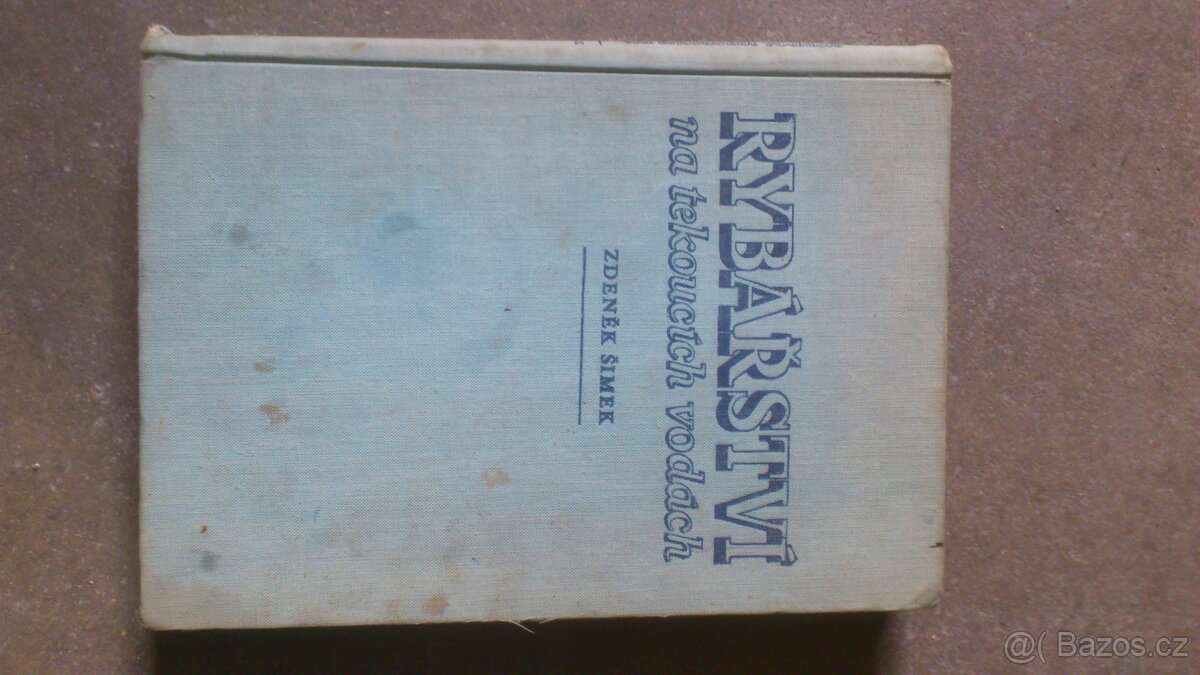 RYBÁŘSTVÍ
na tekoucích vodách
ZDENĚK ŠIMEK
@( Bazos.cz